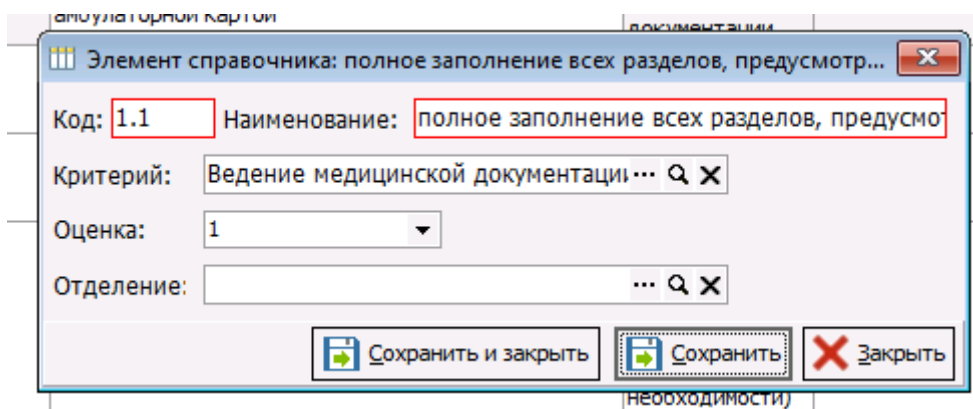 амбулаторной картой
документации
Элемент справочника: полное заполнение всех разделов, предусмотр...
Код: 1.1 Наименование: полное заполнение всех разделов, предусмот
Критерий: Ведение медицинской документации ...
Оценка: 1
Отделение: ...
Сохранить и закрыть Сохранить Закрыть
необходимости)